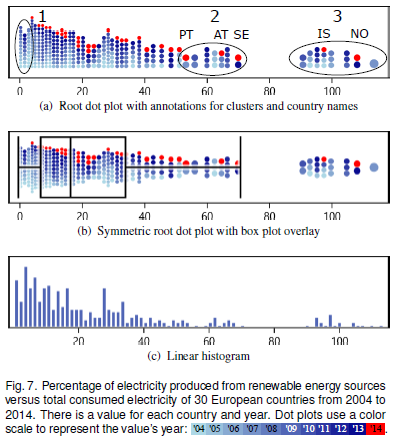 1 2 3
PT AT SE IS NO
0 20 40 60 80 100
(a) Root dot plot with annotations for clusters and country names
0 20 40 60 80 100
(b) Symmetric root dot plot with box plot overlay
0 20 40 60 80 100
(c) Linear histogram
Fig. 7. Percentage of electricity produced from renewable energy sources
versus total consumed electricity of 30 European countries from 2004 to
2014. There is a value for each country and year. Dot plots use a color
scale to represent the value's year: '04 '05 '06 '07 '08 '09 '10 '11 '12 '13 '14.